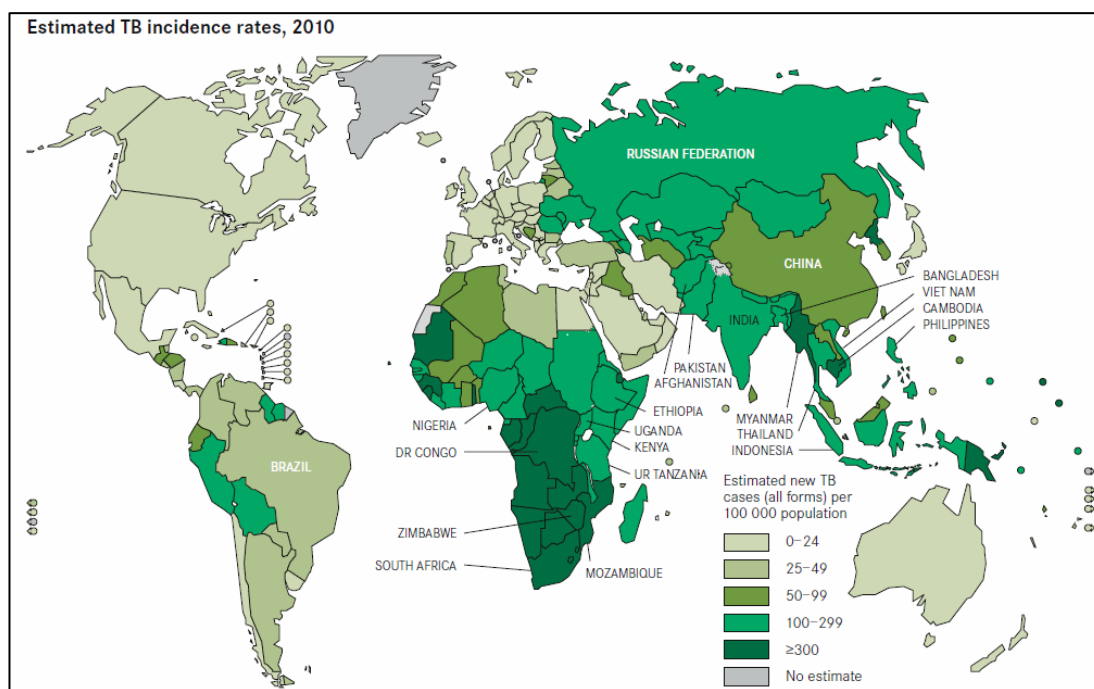 Estimated TB incidence rates, 2010
RUSSIAN FEDERATION
CHINA
BANGLADESH
VIET NAM
CAMBODIA
PHILIPPINES
INDIA
PAKISTAN
AFGHANISTAN
NIGERIA
ETHIOPIA
UGANDA
KENYA
UR TANZANIA
DR CONGO
MYANMAR
THAILAND
INDONESIA
BRAZIL
ZIMBABWE
SOUTH AFRICA
MOZAMBIQUE
Estimated new TB
cases (all forms) per
100 000 population
0–24
25–49
50–99
100–299
≥300
No estimate